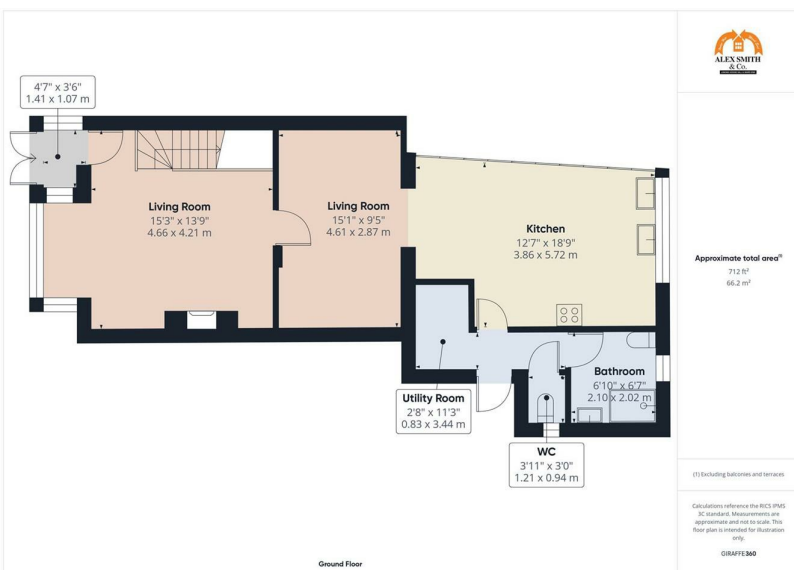 ALEX SMITH
& Co.
4'7" x 3'6"
1.41 x 1.07 m
Living Room
15'3" x 13'9"
4.66 x 4.21 m
Living Room
15'1" x 9'5"
4.61 x 2.87 m
Kitchen
12'7" x 18'9"
3.86 x 5.72 m
Approximate total area(1)
712 ft²
66.2 m²
Bathroom
6'10" x 6'7"
2.10 x 2.02 m
Utility Room
2'8" x 11'3"
0.83 x 3.44 m
WC
3'11" x 3'0"
1.21 x 0.94 m
(1) Excluding balconies and terraces
Calculations reference the RICS IPMS
3C standard. Measurements are
approximate and not to scale. This
floor plan is intended for illustration
only.
GIRAFFE360
Ground Floor